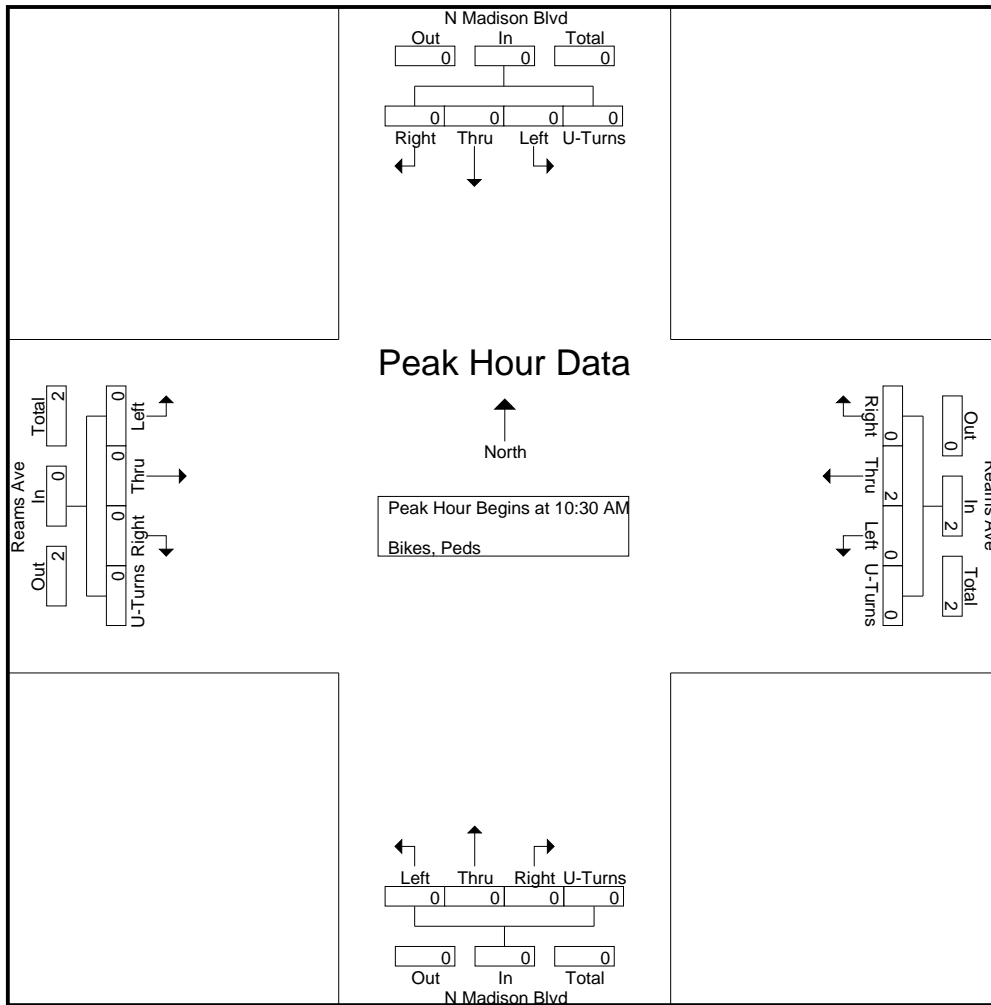 N Madison Blvd
Out In Total
0 0 0
0 0 0 0
Right Thru Left U-Turns
Peak Hour Data
North
Peak Hour Begins at 10:30 AM
Bikes, Peds
Reams Ave
Total In Out
2 0 2
0 0 0 0
Left Thru Right U-Turns
Right Thru Left U-Turns
0 2 0 0
Out In Total
0 2 2
Reams Ave
Left Thru Right U-Turns
0 0 0 0
0 0 0
Out In Total
N Madison Blvd